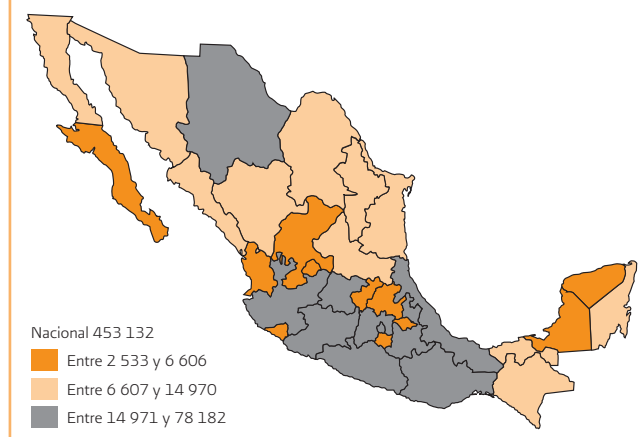 Nacional 453 132
Entre 2 533 y 6 606
Entre 6 607 y 14 970
Entre 14 971 y 78 182